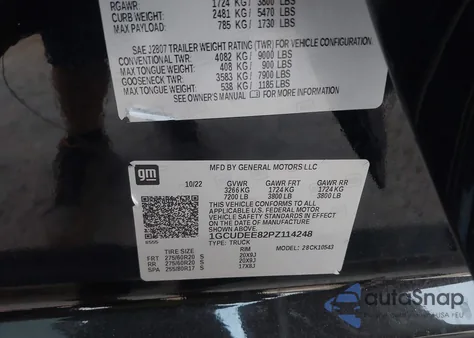 RGAWR 1724 KG / 3800 LBS
CURB WEIGHT: 2481 KG / 5470 LBS
MAX PAYLOAD: 785 KG / 1730 LBS
SAE J2807 TRAILER WEIGHT RATING (TWR) FOR VEHICLE CONFIGURATION
CONVENTIONAL TWR: 4082 KG / 9000 LBS
MAX TONGUE WEIGHT: 408 KG / 900 LBS
GOOSENECK TWR: 3583 KG / 7900 LBS
MAX TONGUE WEIGHT: 538 KG / 1185 LBS
SEE OWNER'S MANUAL FOR MORE INFORMATION
gm
MFD BY GENERAL MOTORS LLC
10/22 GVWR GAWR FRT GAWR RR
3266 KG 1724 KG 1724 KG
7200 LB 3800 LB 3800 LB
THIS VEHICLE CONFORMS TO ALL
APPLICABLE U.S. FEDERAL MOTOR
VEHICLE SAFETY STANDARDS IN
EFFECT ON THE DATE OF
MANUFACTURE SHOWN ABOVE.
1GCUDEE82PZ114248
TYPE: TRUCK MODEL: 28CK10543
TIRE SIZE RIM
FRT 275/60R20 S 20X9J
RR 275/60R20 S 20X9J
SPA 255/80R17 S 17X8J
autoSnap